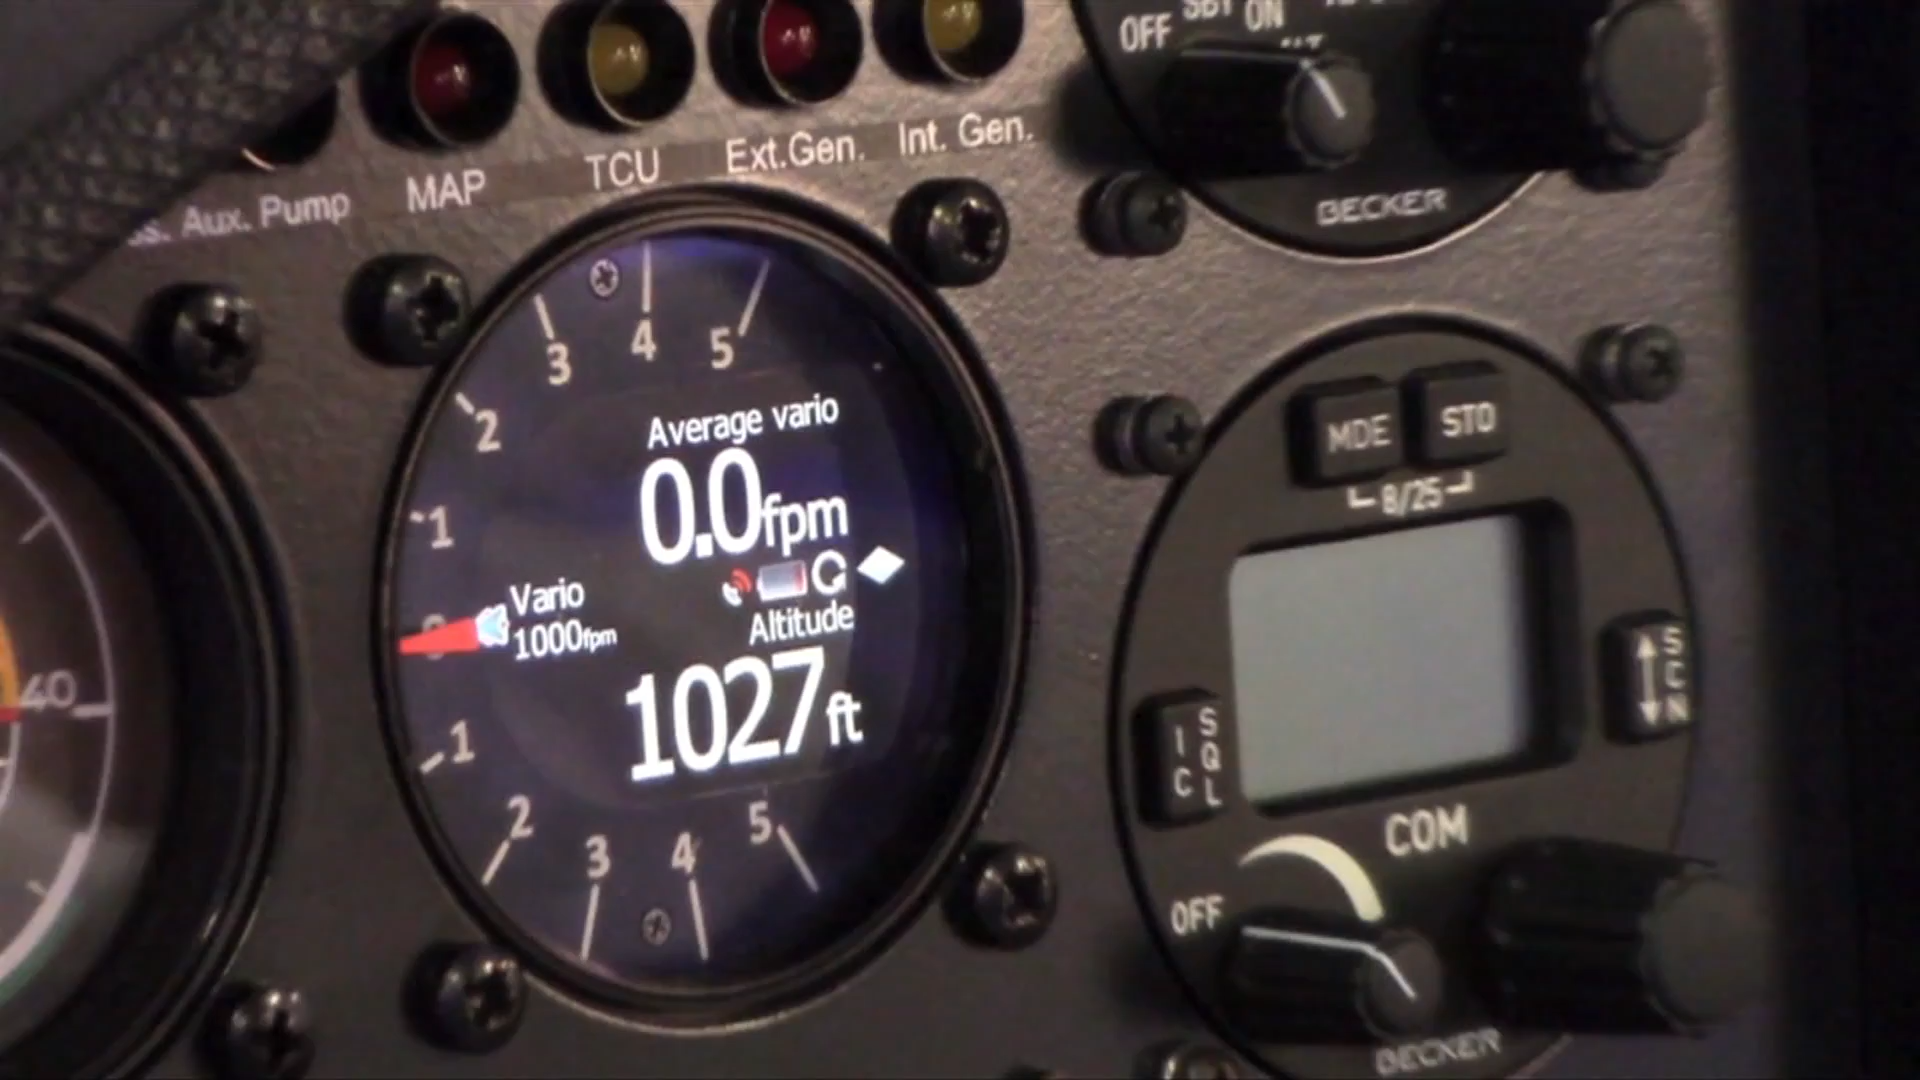 OFF SBY ON
Aux. Pump MAP TCU Ext.Gen. Int. Gen.
BECKER
3 4 5
2
1
0
1
2 3 4 5
Average vario
0.0fpm
Vario
1000fpm
Altitude
1027ft
40
MDE STO
8/25
SCN
IC SQL
COM
OFF
BECKER